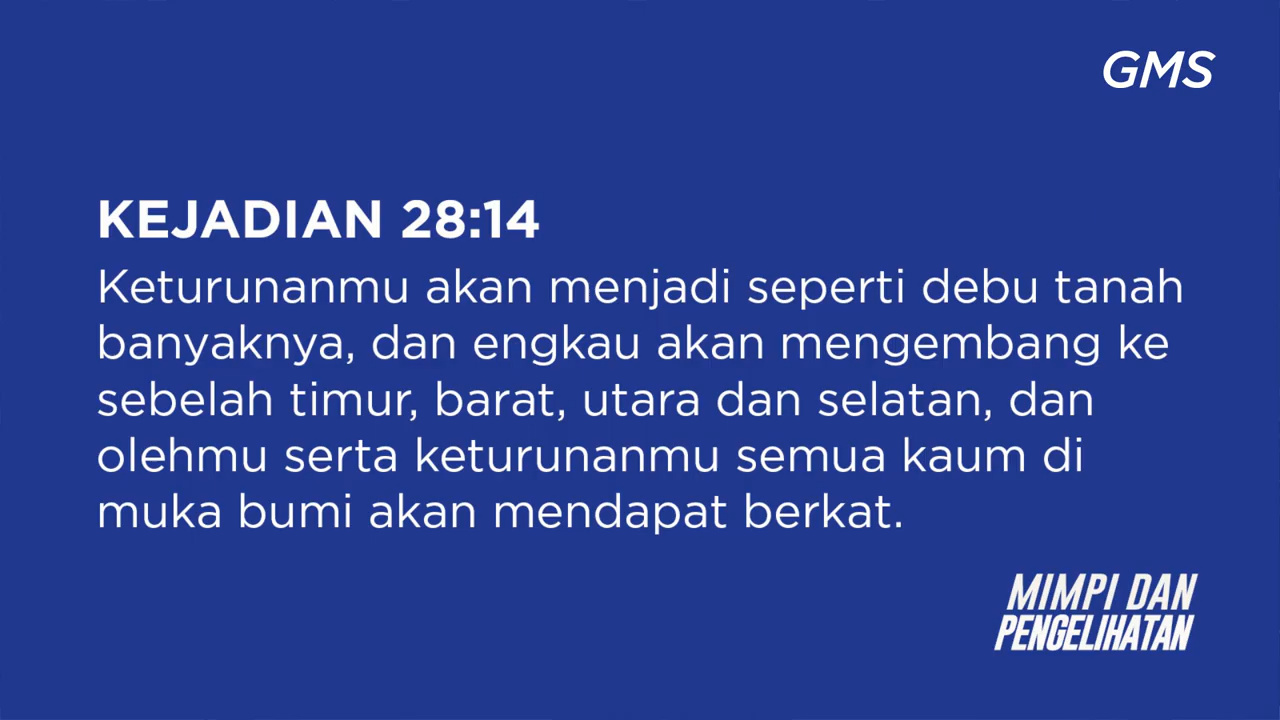 GMS
KEJADIAN 28:14
Keturunanmu akan menjadi seperti debu tanah
banyaknya, dan engkau akan mengembang ke
sebelah timur, barat, utara dan selatan, dan
olehmu serta keturunanmu semua kaum di
muka bumi akan mendapat berkat.
MIMPI DAN
PENGELIHATAN